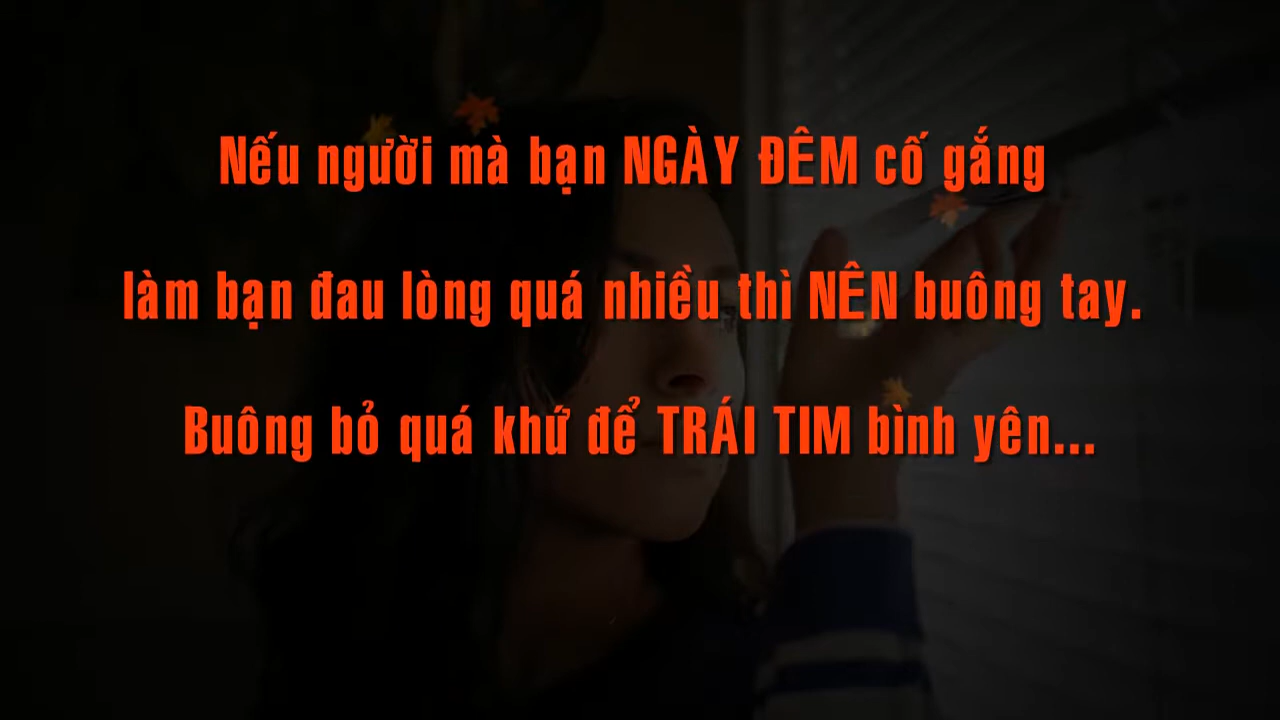 Nếu người mà bạn NGÀY ĐÊM cố gắng
làm bạn đau lòng quá nhiều thì NÊN buông tay.
Buông bỏ quá khứ để TRÁI TIM bình yên...